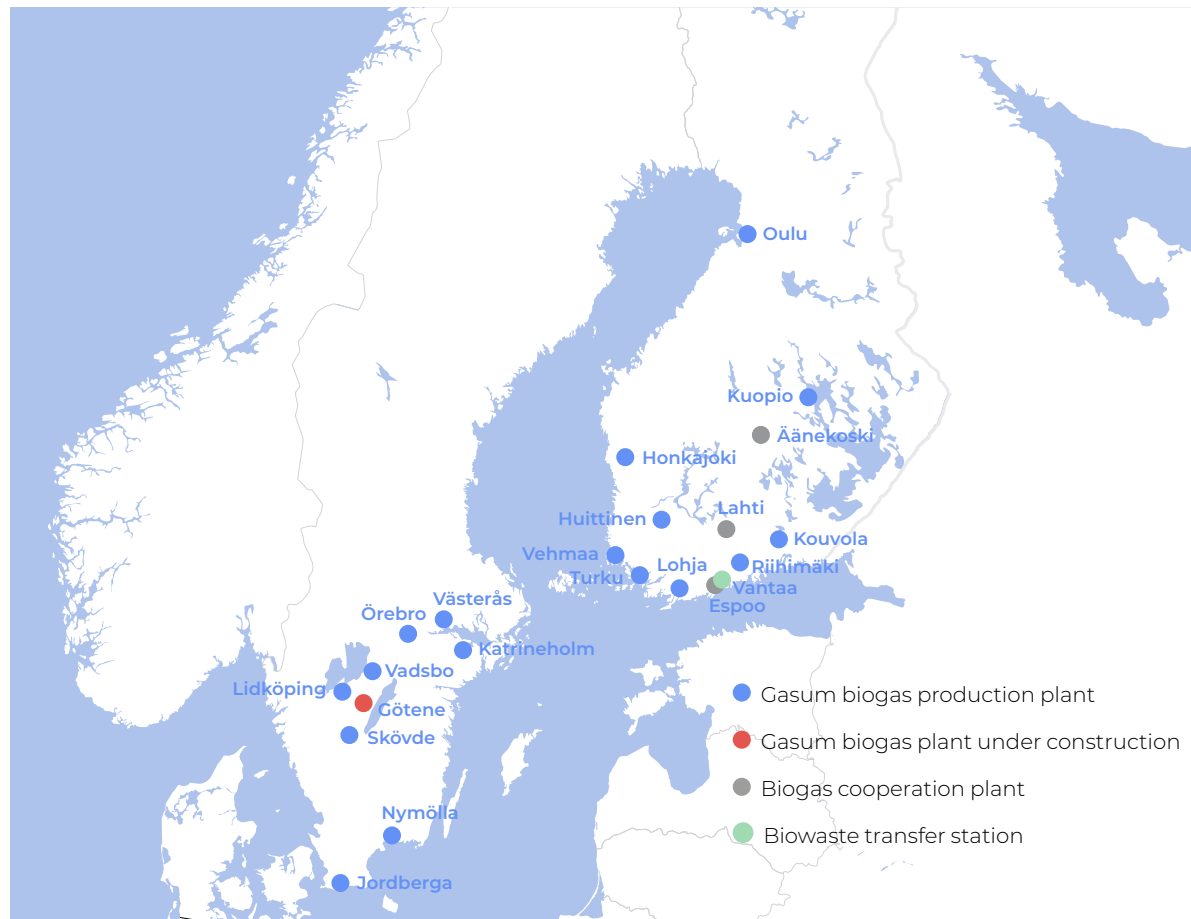 Oulu
Kuopio
Äänekoski
Honkajoki
Lahti
Huittinen
Kouvola
Vehmaa
Lohja
Riihimäki
Turku
Vantaa
Espoo
Västerås
Örebro
Katrineholm
Vadsbo
Lidköping
Götene
Skövde
Nymölla
Jordberga
Gasum biogas production plant
Gasum biogas plant under construction
Biogas cooperation plant
Biowaste transfer station